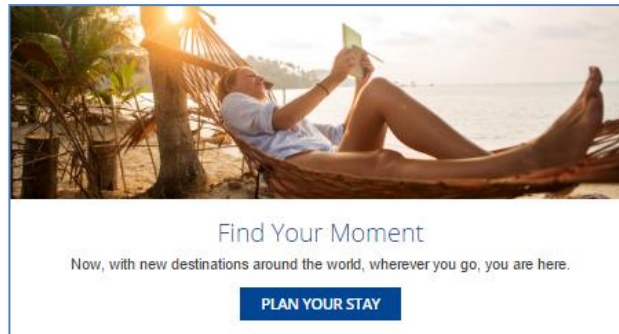 Find Your Moment
Now, with new destinations around the world, wherever you go, you are here.
PLAN YOUR STAY